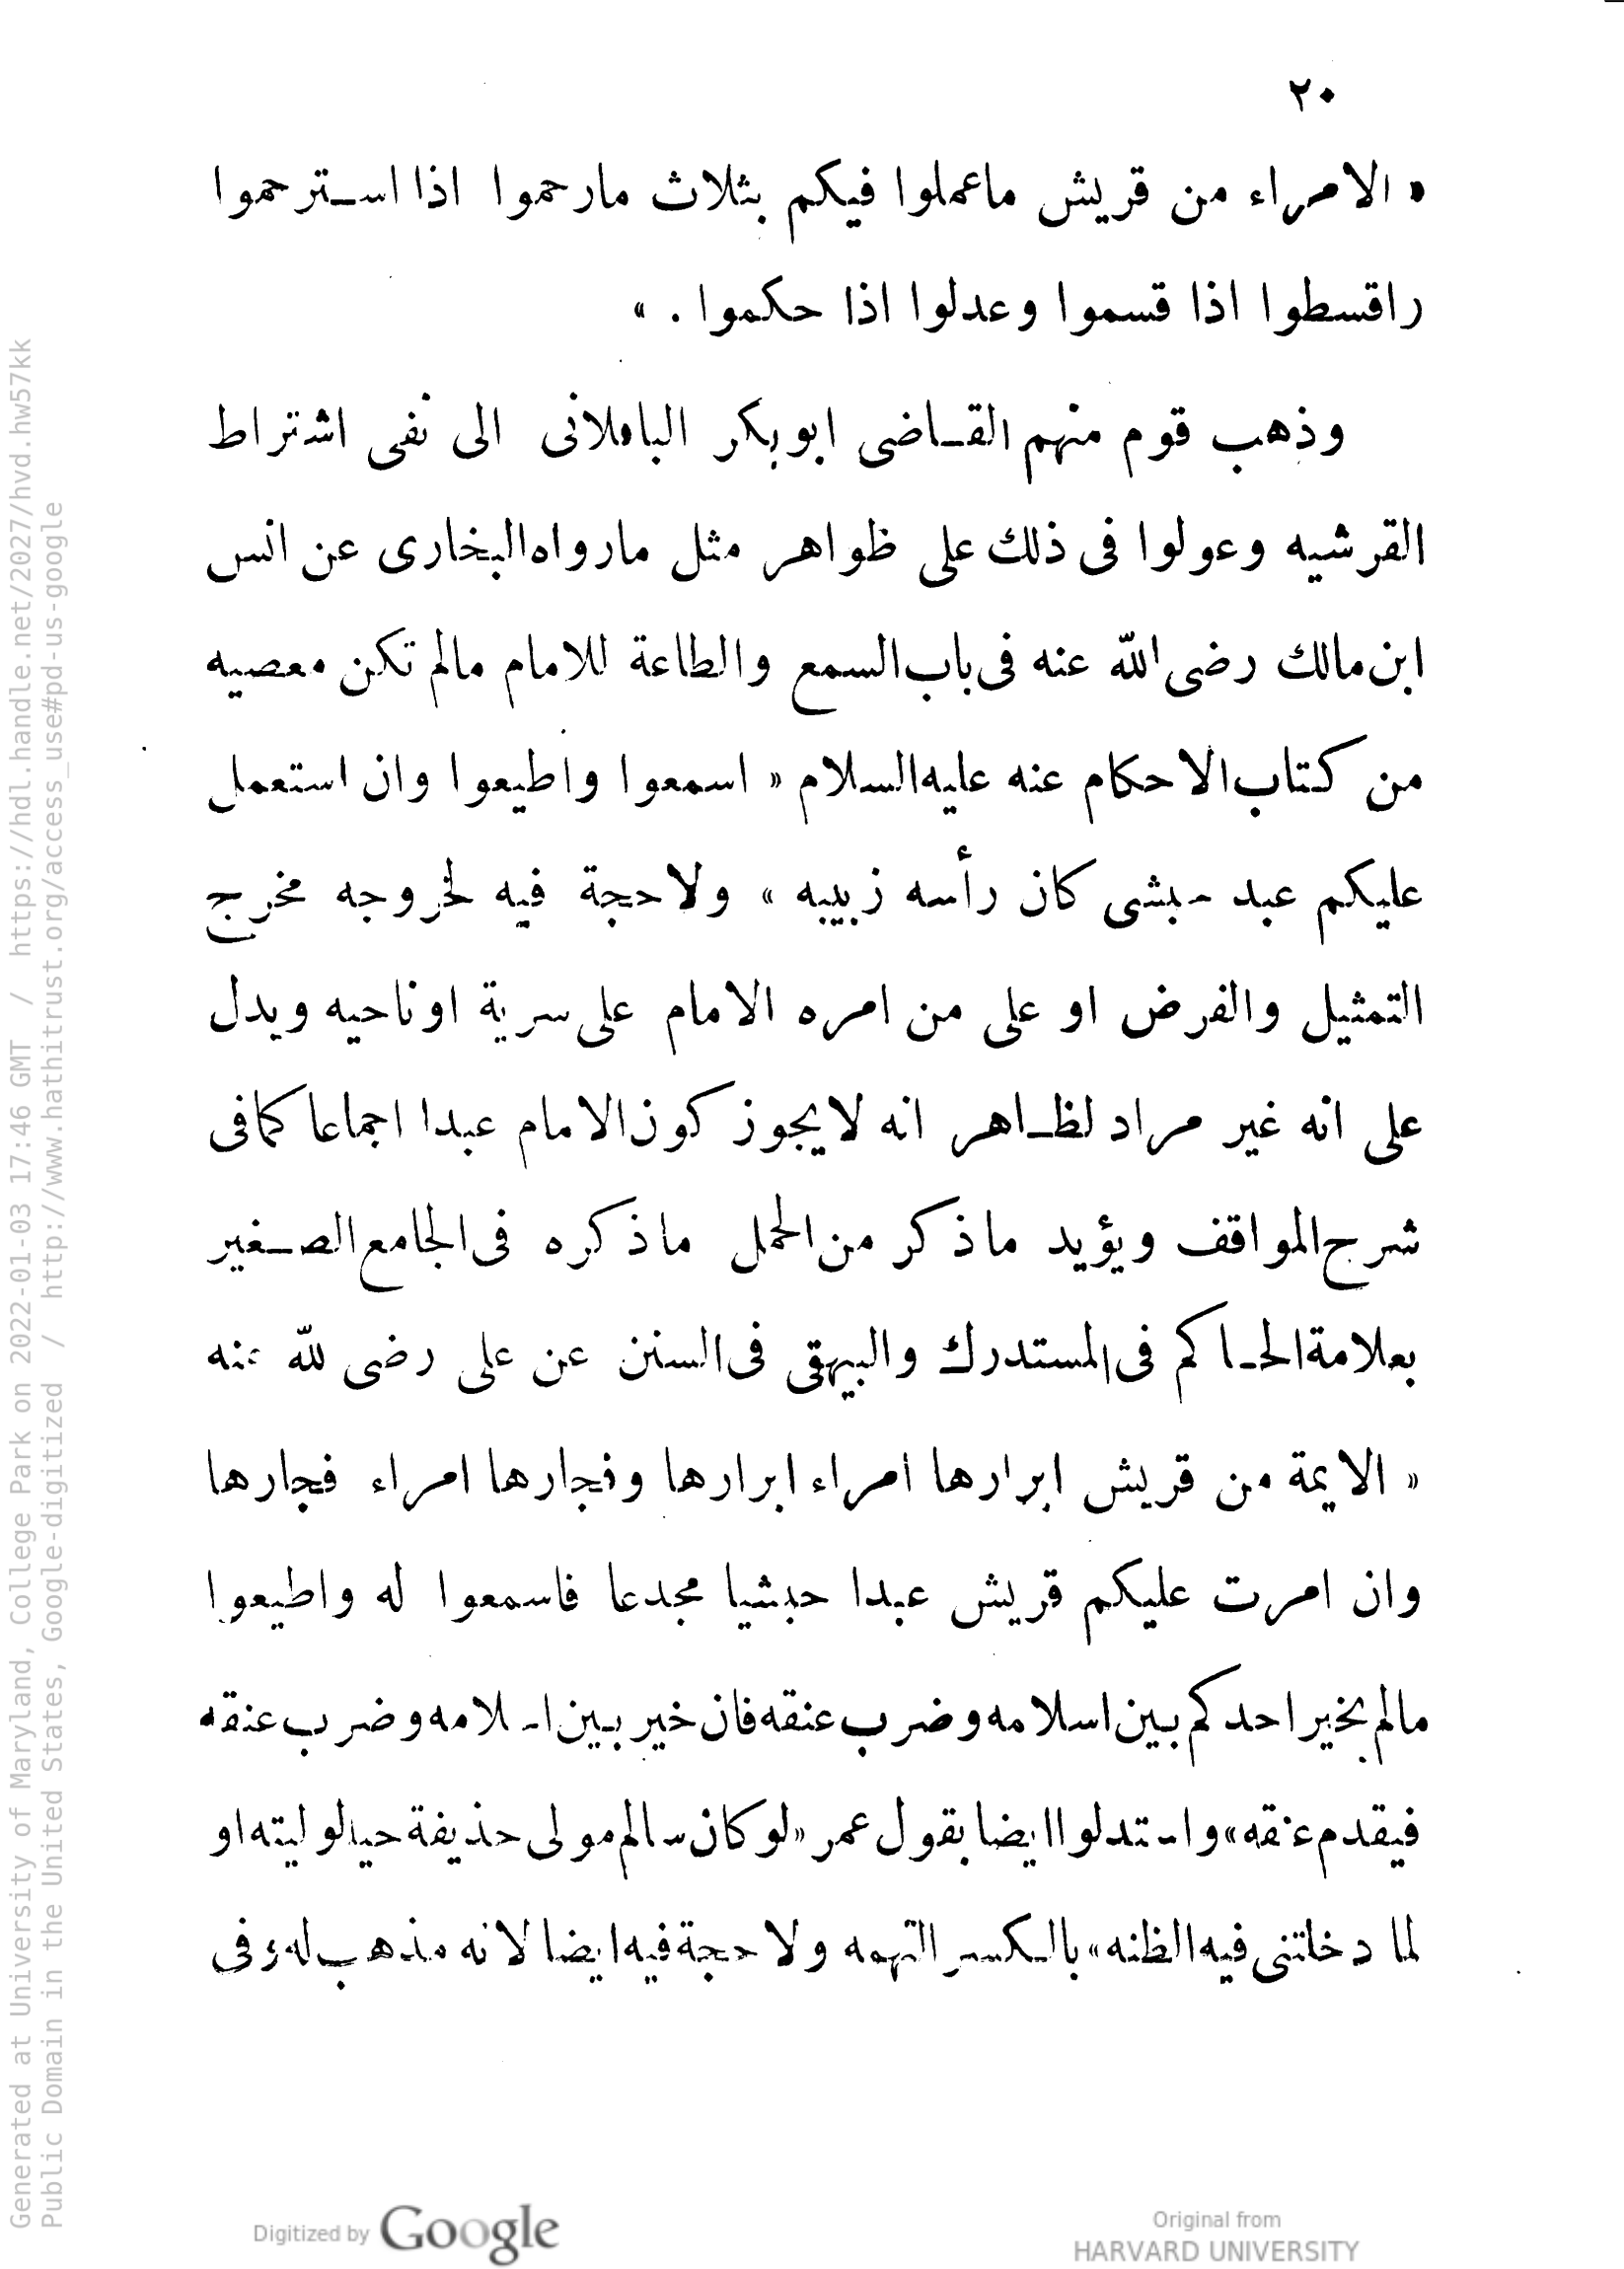 ٢٠
« الامراء من قريش ماعملوا فيكم بثلاث مارحموا اذا استرحموا
راقسطوا اذا قسموا وعدلوا اذا حكموا . »
وذهب قوم منهم القاضى ابوبكر الباقلانى الى نفى اشتراط
القرشيه وعولوا فى ذلك على ظواهر مثل مارواه البخارى عن انس
ابن مالك رضى الله عنه فى باب السمع والطاعة للامام مالم تكن معصيه
من كتاب الاحكام عنه عليه السلام « اسمعوا واطيعوا وان استعمل
عليكم عبد حبشى كان رأسه زبيبه » ولا حجة فيه لخروجه مخرج
التمثيل والفرض او على من امره الامام على سرية او ناحيه ويدل
على انه غير مراد لظاهر انه لايجوز كون الامام عبدا اجماعا كمافى
شرح المواقف ويؤيد ماذكر من الحمل ماذكره فى الجامع الصغير
بعلامة الحاكم فى المستدرك والبيهقى فى السنن عن على رضى لله عنه
« الايمة من قريش ابرارها امراء ابرارها وفجارها امراء فجارها
وان امرت عليكم قريش عبدا حبشيا مجدعا فاسمعوا له واطيعوا
مالم يخير احدكم بين اسلامه وضرب عنقه فان خير بين اسلامه وضرب عنقه
فيقدم عنقه » واستدلوا ايضا بقول عمر « لو كان سالم مولى حذيفة حيا لوليته او
لما دخلتنى فيه الظنه » بالكسر التهمه ولا حجة فيه ايضا لانه مذهب له وفى
Generated at University of Maryland, College Park on 2022-01-03 17:46 GMT / https://hdl.handle.net/2027/hvd.hw57kk
Public Domain in the United States, Google-digitized / http://www.hathitrust.org/access_use#pd-us-google
Digitized by Google
Original from
HARVARD UNIVERSITY